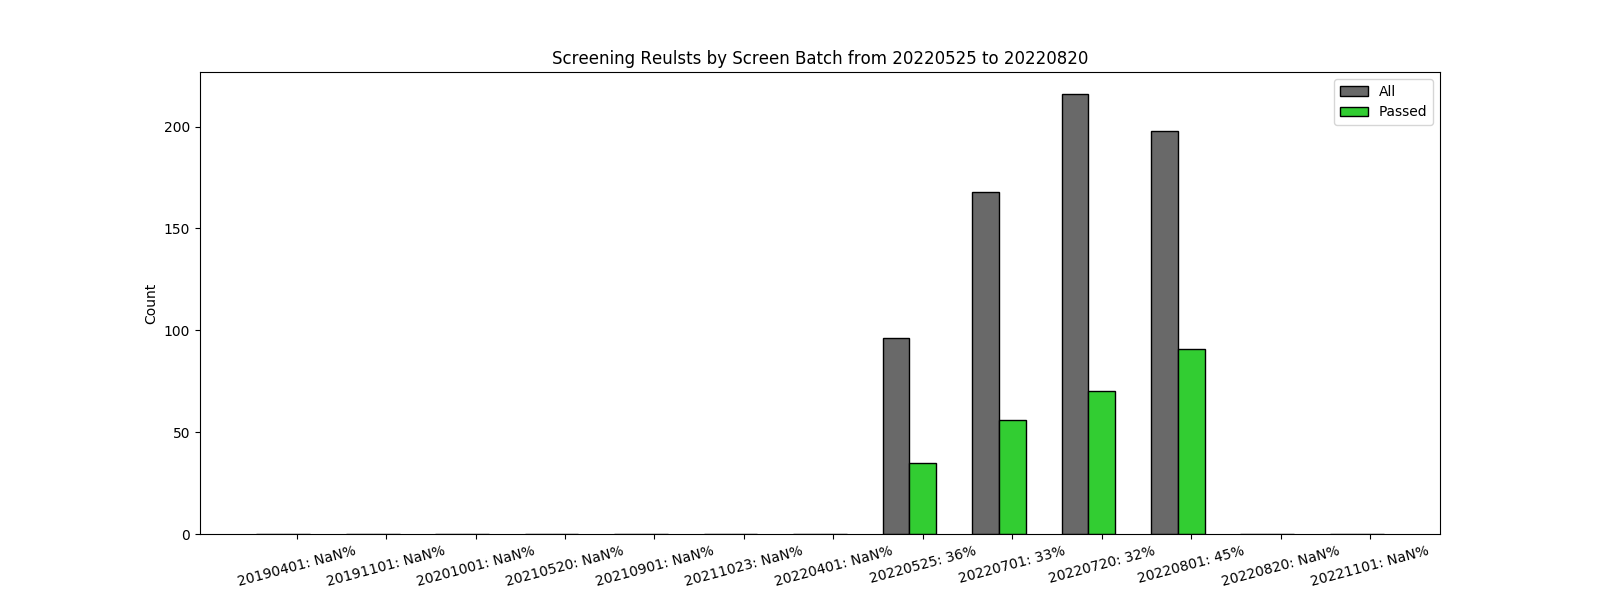 Screening Reulsts by Screen Batch from 20220525 to 20220820
All
Passed
Count
200
150
100
50
0
20190401: NaN%
20191101: NaN%
20201001: NaN%
20210520: NaN%
20210901: NaN%
20211023: NaN%
20220401: NaN%
20220525: 36%
20220701: 33%
20220720: 32%
20220801: 45%
20220820: NaN%
20221101: NaN%